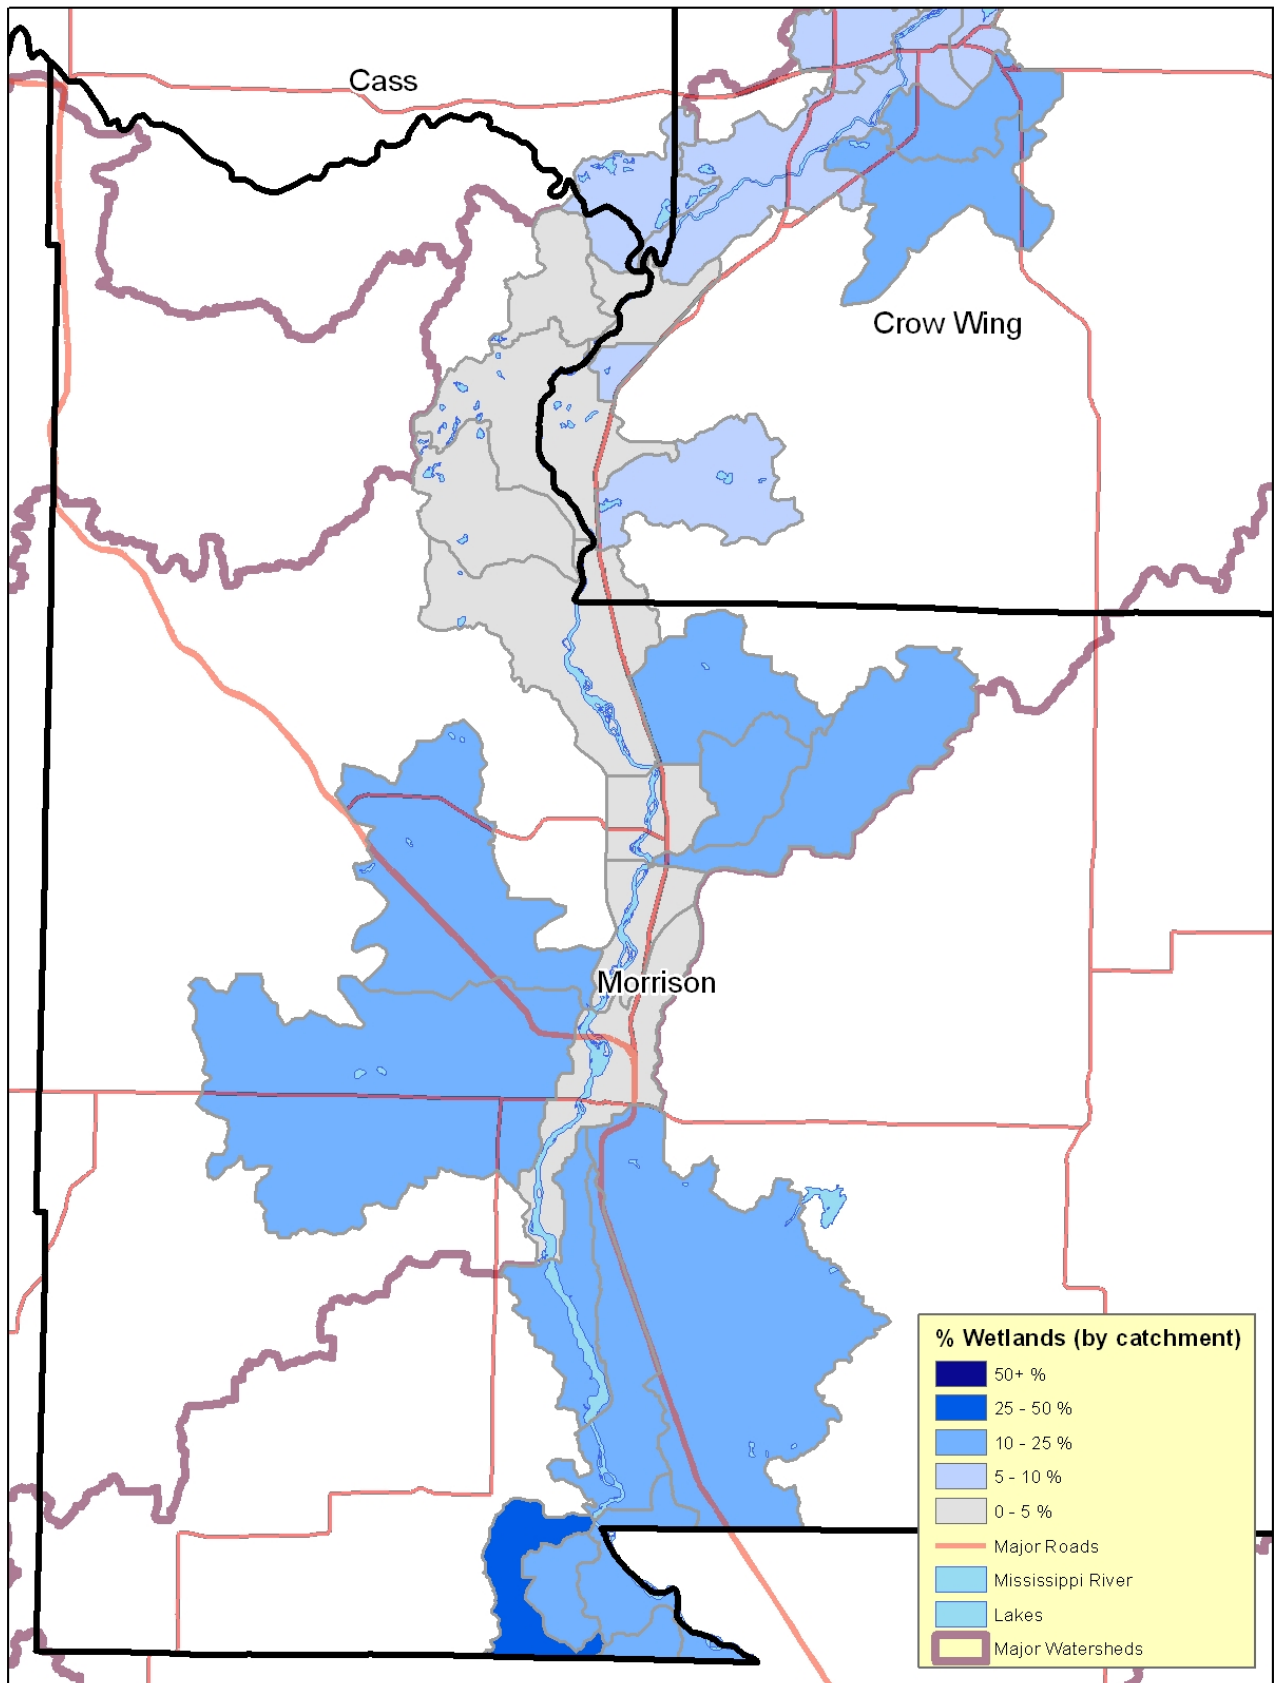 Cass
Crow Wing
Morrison
% Wetlands (by catchment)
50+ %
25 - 50 %
10 - 25 %
5 - 10 %
0 - 5 %
Major Roads
Mississippi River
Lakes
Major Watersheds